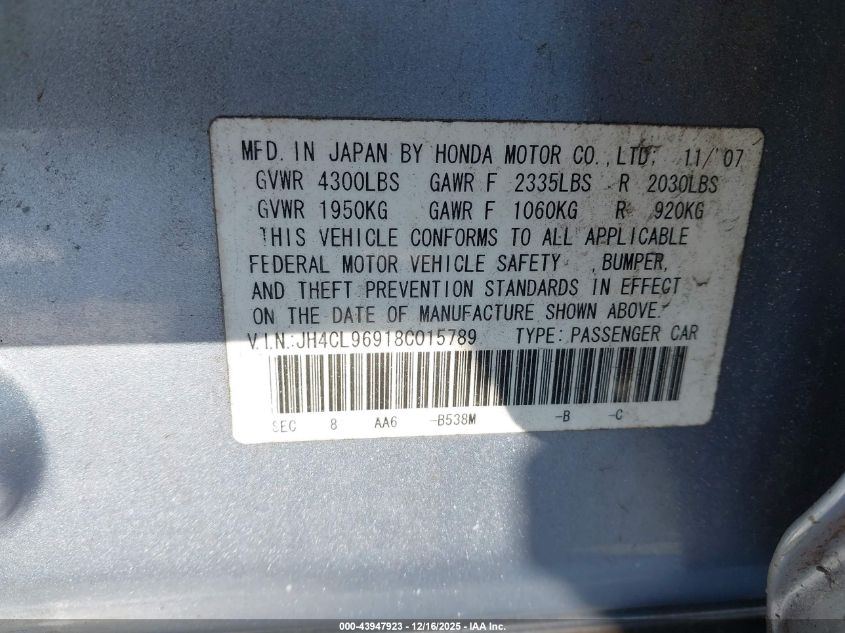 MFD. IN JAPAN BY HONDA MOTOR CO.,LTD. 11/'07
GVWR 4300LBS GAWR F 2335LBS R 2030LBS
GVWR 1950KG GAWR F 1060KG R 920KG
THIS VEHICLE CONFORMS TO ALL APPLICABLE
FEDERAL MOTOR VEHICLE SAFETY ,BUMPER,
AND THEFT PREVENTION STANDARDS IN EFFECT
ON THE DATE OF MANUFACTURE SHOWN ABOVE.
V.I.N.:JH4CL96918C015789 TYPE:PASSENGER CAR
SEC 8 AA6 -B538M -B -C
000-43947923 - 12/16/2025 - IAA Inc.